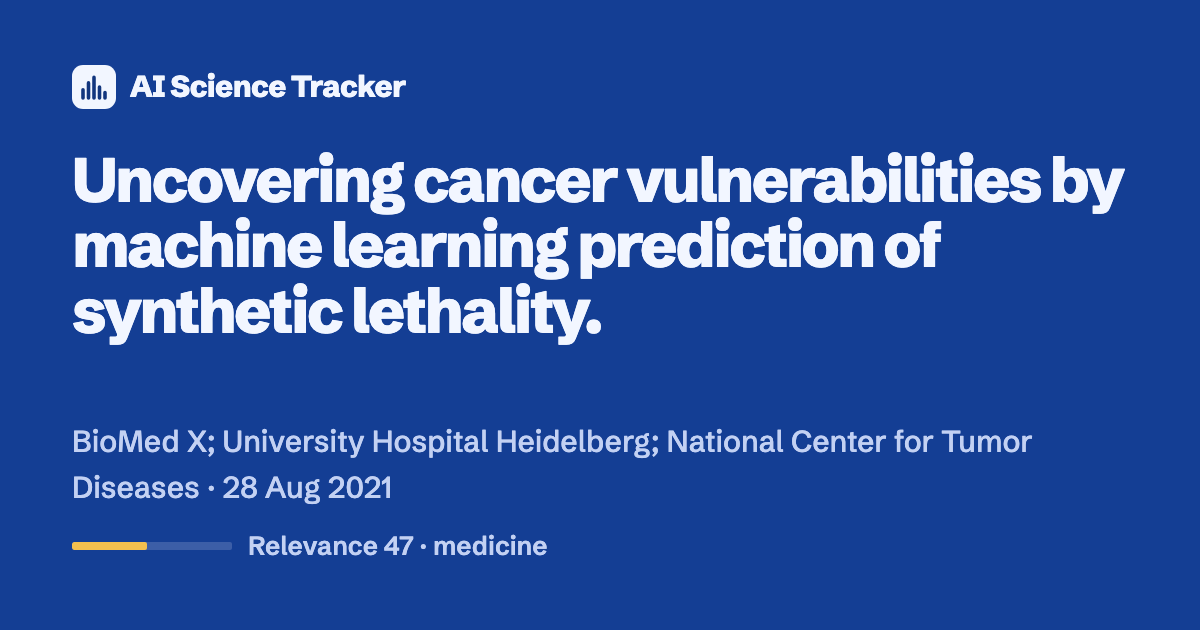 AI Science Tracker
Uncovering cancer vulnerabilities by
machine learning prediction of
synthetic lethality.
BioMed X; University Hospital Heidelberg; National Center for Tumor
Diseases · 28 Aug 2021
Relevance 47 · medicine